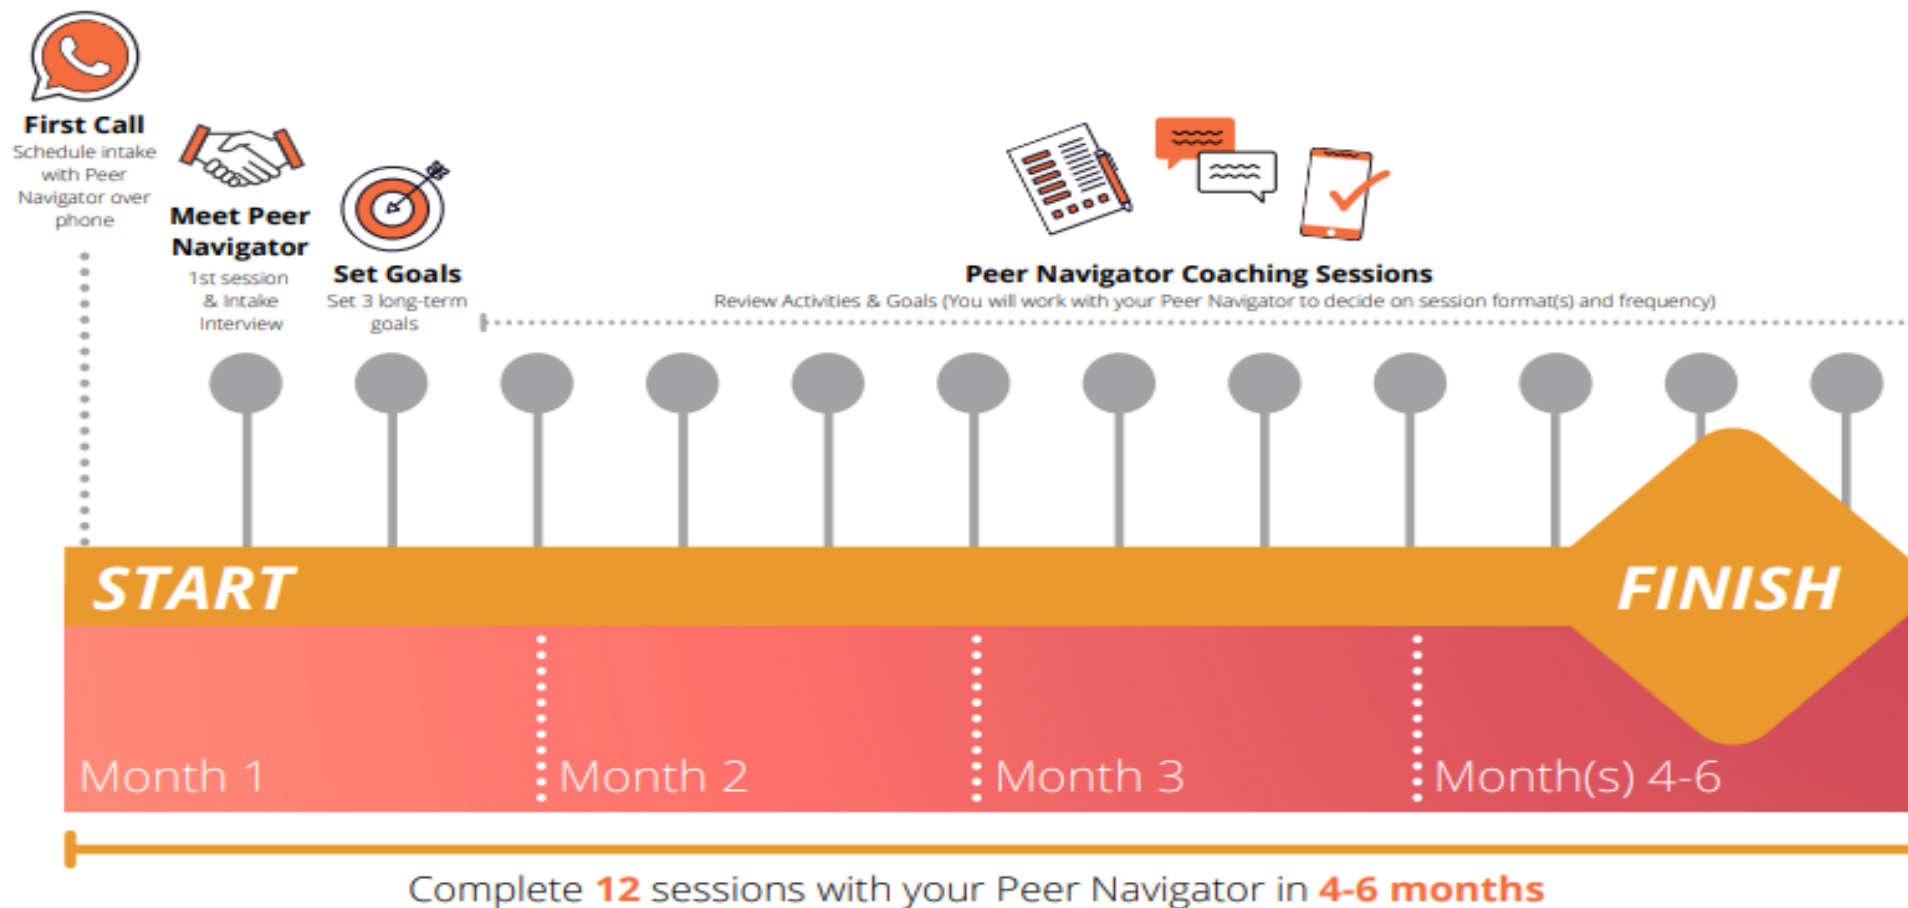 First Call
Schedule intake
with Peer
Navigator over
phone
Meet Peer
Navigator
1st session
& Intake
Interview
Set Goals
Set 3 long-term
goals
Peer Navigator Coaching Sessions
Review Activities & Goals (You will work with your Peer Navigator to decide on session format(s) and frequency)
START
FINISH
Month 1
Month 2
Month 3
Month(s) 4-6
Complete 12 sessions with your Peer Navigator in 4-6 months